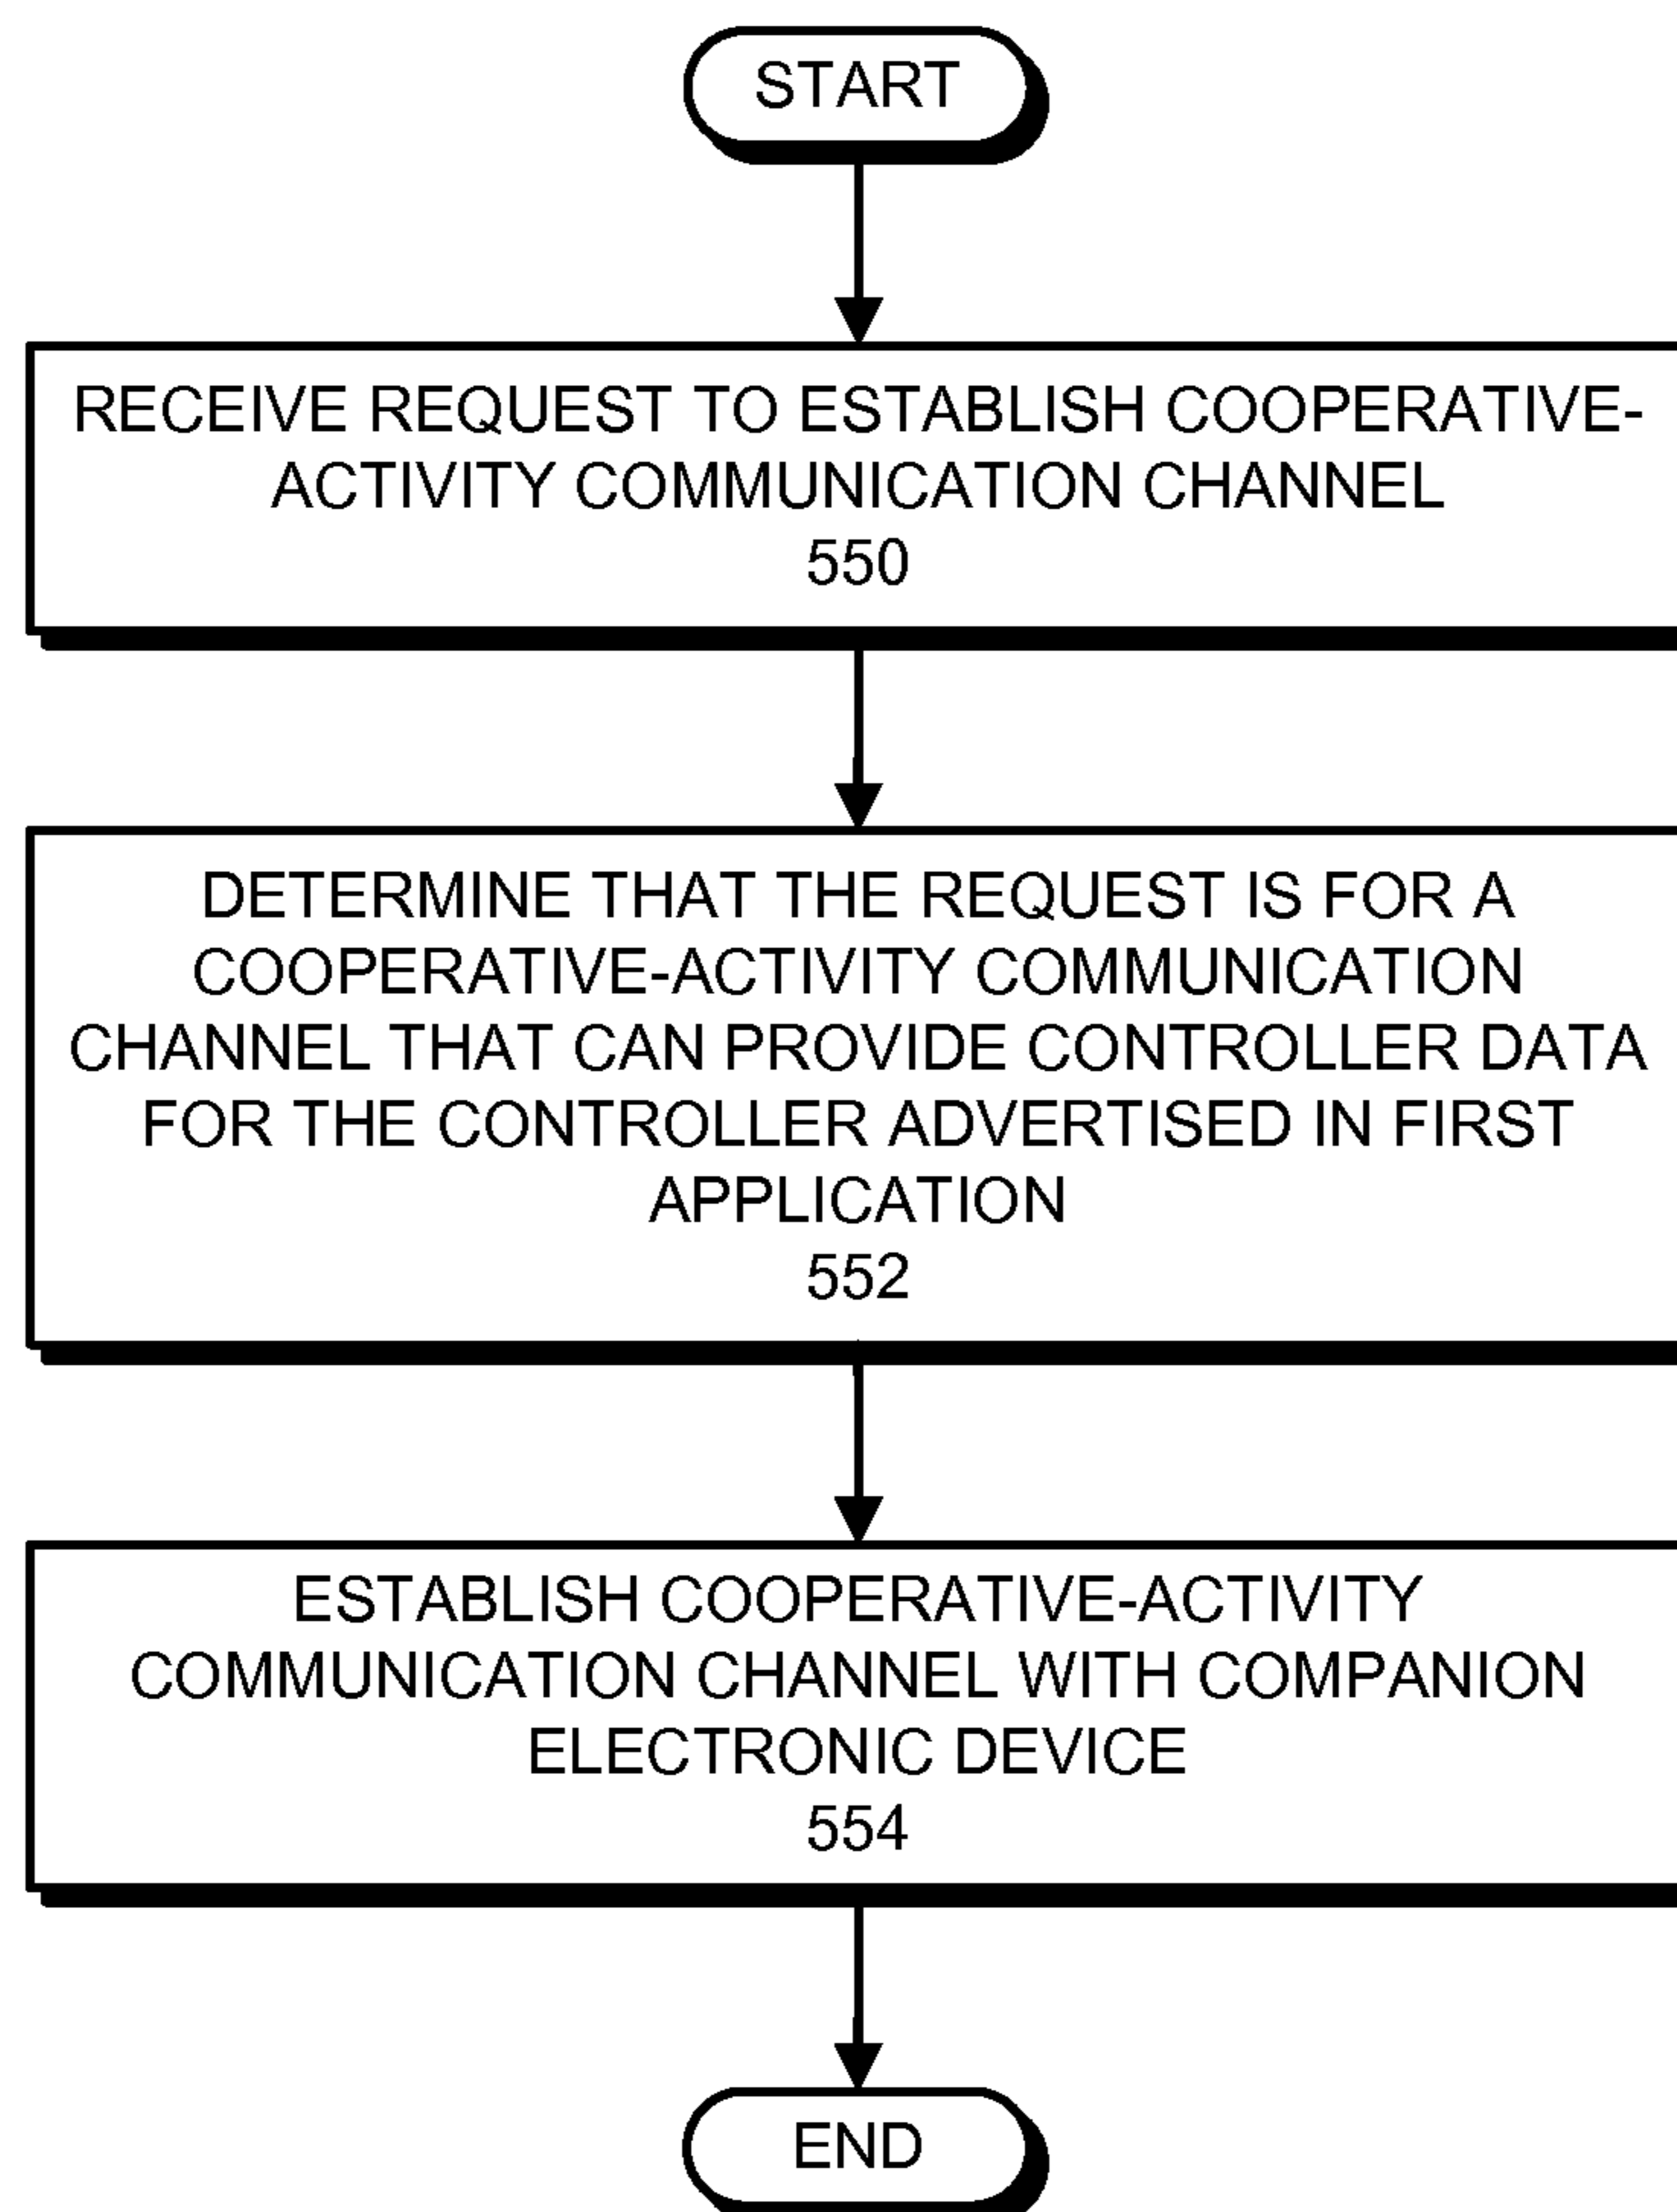 START
RECEIVE REQUEST TO ESTABLISH COOPERATIVE-
ACTIVITY COMMUNICATION CHANNEL
550
DETERMINE THAT THE REQUEST IS FOR A
COOPERATIVE-ACTIVITY COMMUNICATION
CHANNEL THAT CAN PROVIDE CONTROLLER DATA
FOR THE CONTROLLER ADVERTISED IN FIRST
APPLICATION
552
ESTABLISH COOPERATIVE-ACTIVITY
COMMUNICATION CHANNEL WITH COMPANION
ELECTRONIC DEVICE
554
END